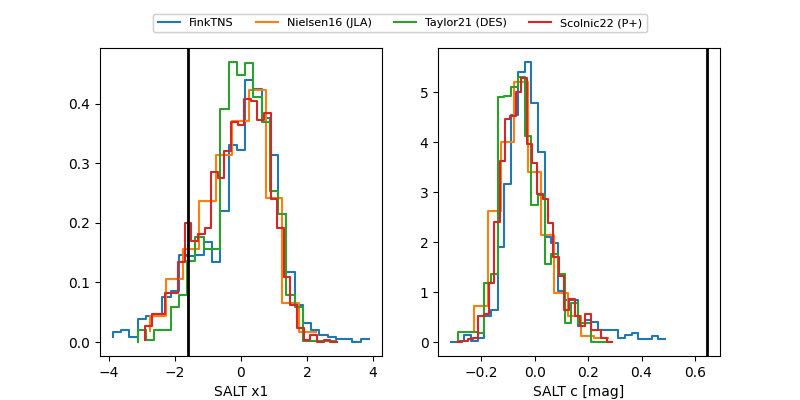 FinkTNS Nielsen16 (JLA) Taylor21 (DES) Scolnic22 (P+)
0.4
0.3
0.2
0.1
0.0
−4 −2 0 2 4
SALT x1
5
4
3
2
1
0
−0.2 0.0 0.2 0.4 0.6
SALT c [mag]